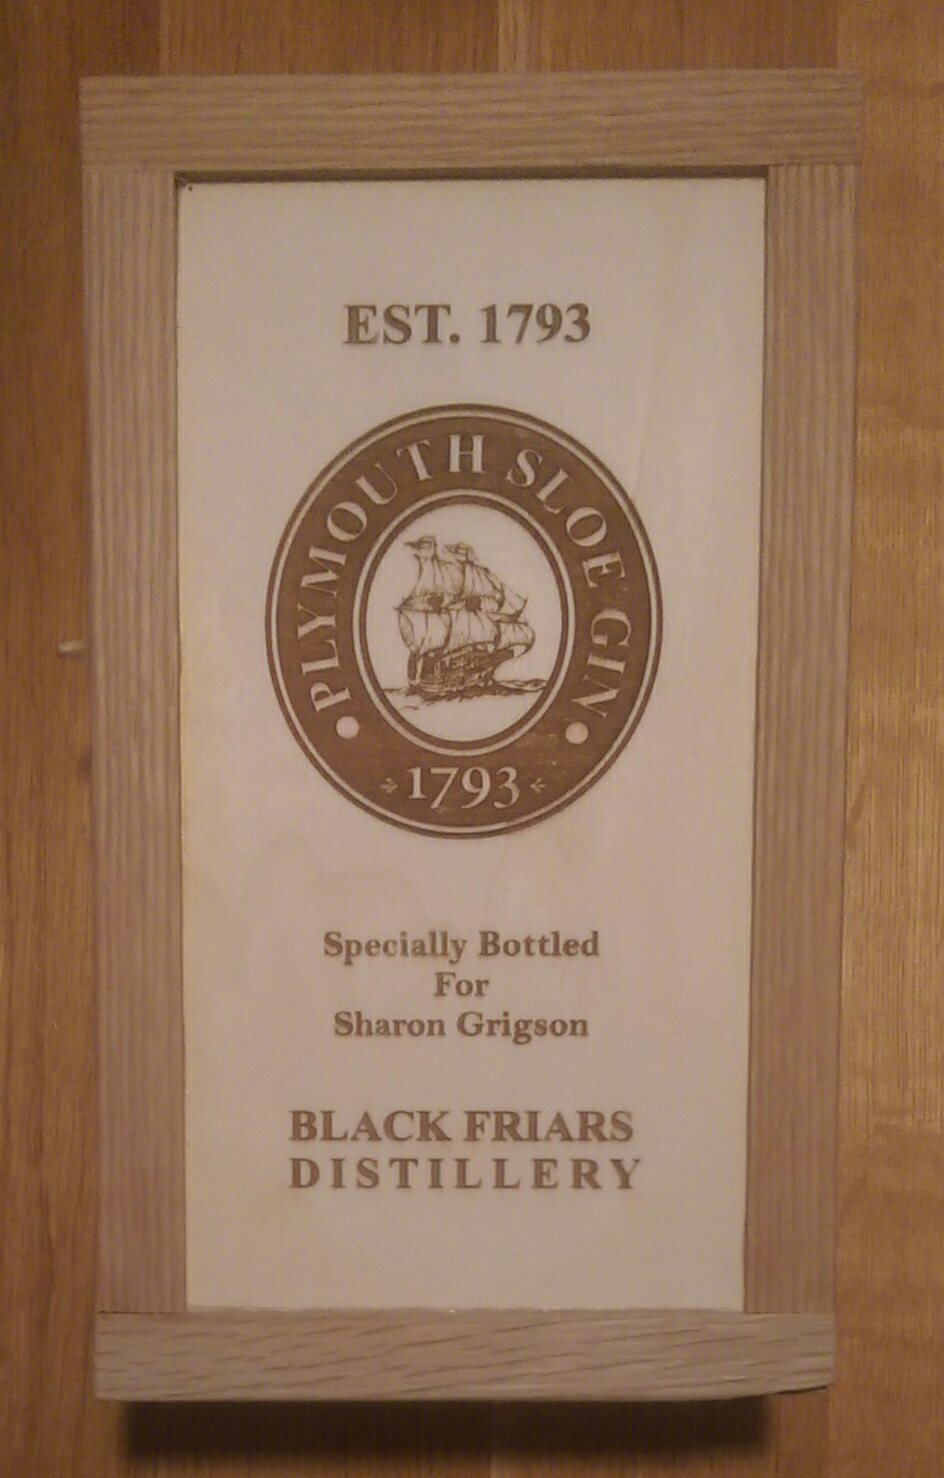 EST. 1793
PLYMOUTH SLOE GIN
1793
Specially Bottled
For
Sharon Grigson
BLACK FRIARS
DISTILLERY